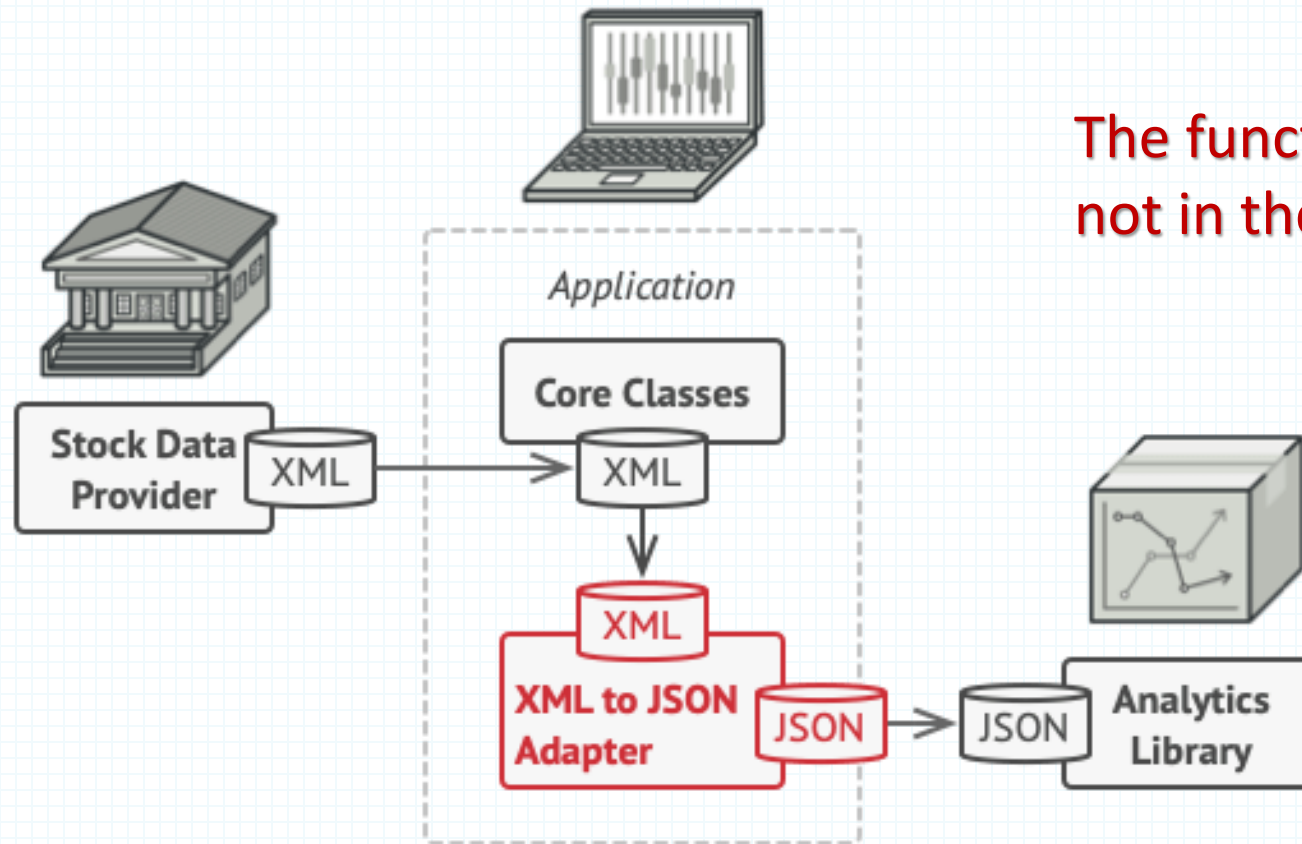 The funct
not in the
Application
Core Classes
Stock Data
Provider
XML
XML
XML
XML to JSON
Adapter
JSON
JSON
Analytics
Library